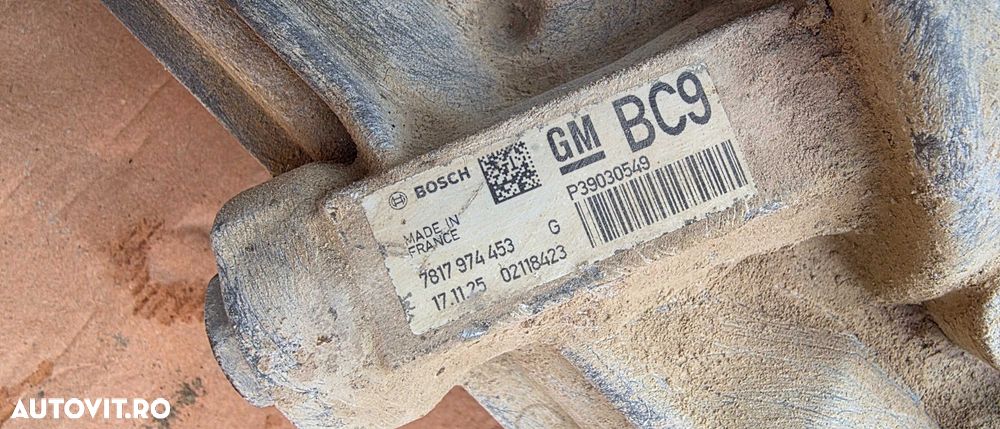 BOSCH
GM
BC9
P39030549
MADE IN
FRANCE
7817 974 453 G
17.11.25 02118423
AUTOVIT.RO